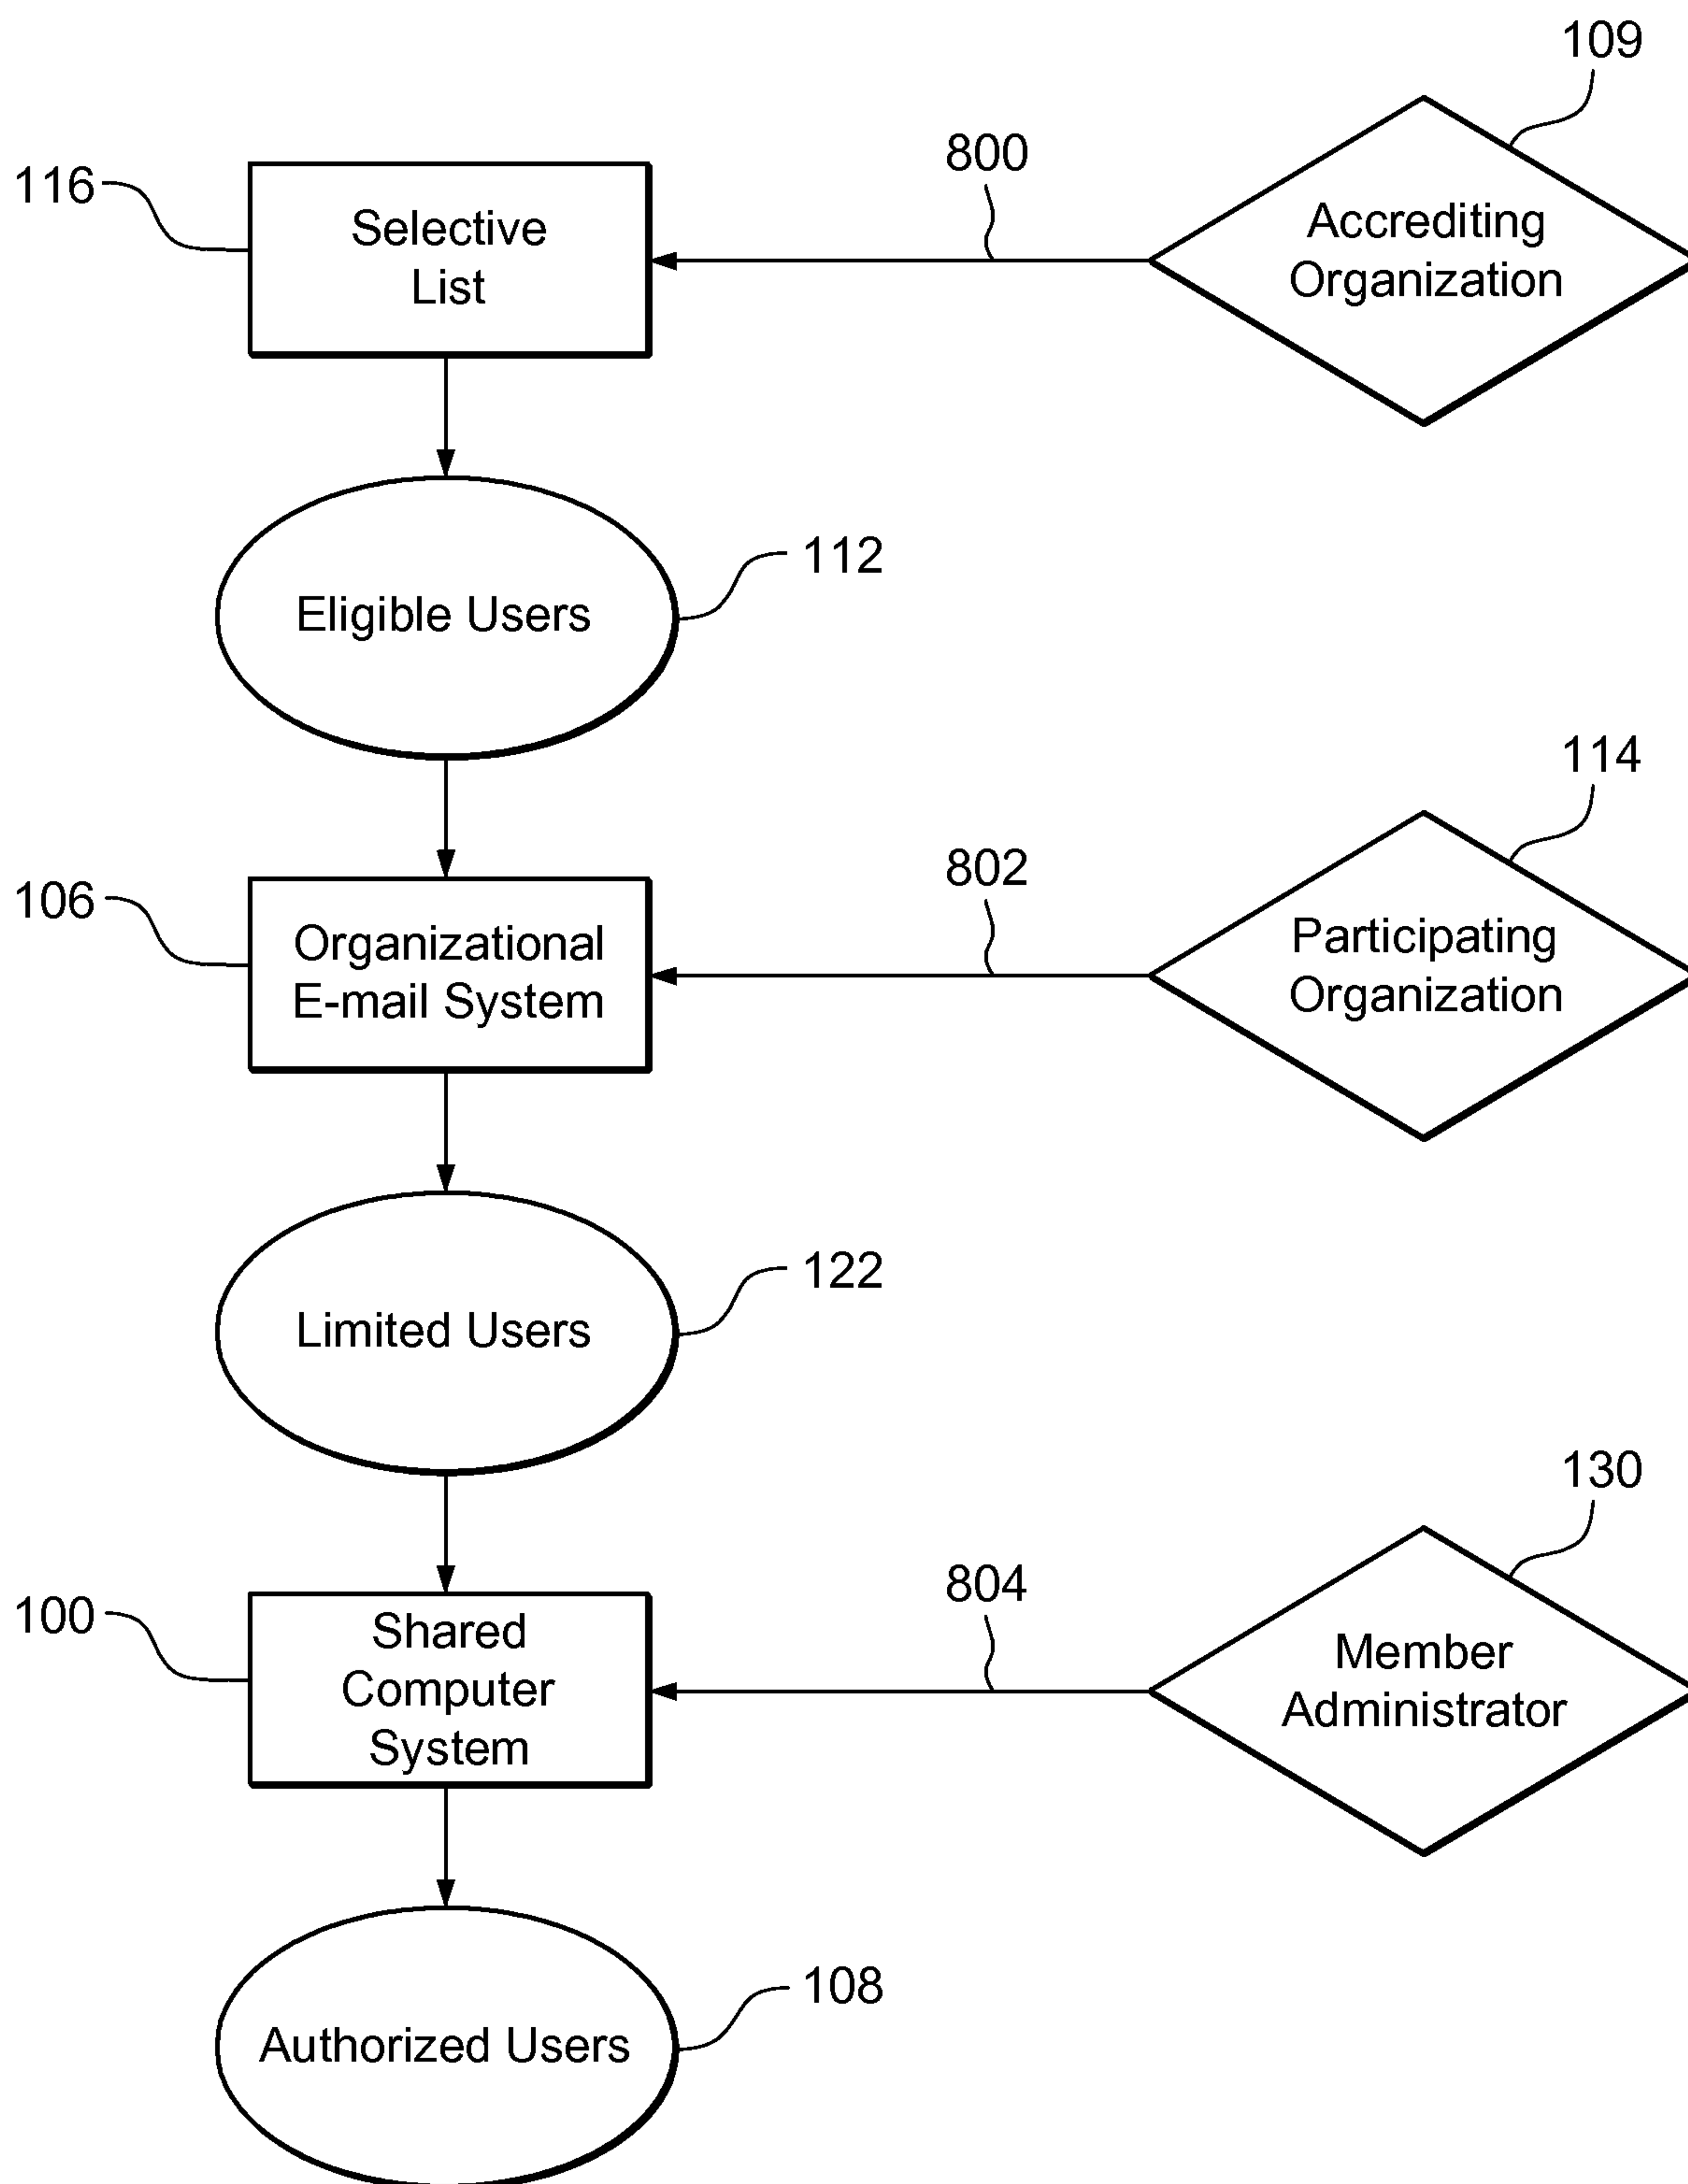 109
800
116
Selective
List
Accrediting
Organization
112
Eligible Users
114
802
106
Organizational
E-mail System
Participating
Organization
122
Limited Users
130
804
100
Shared
Computer
System
Member
Administrator
108
Authorized Users